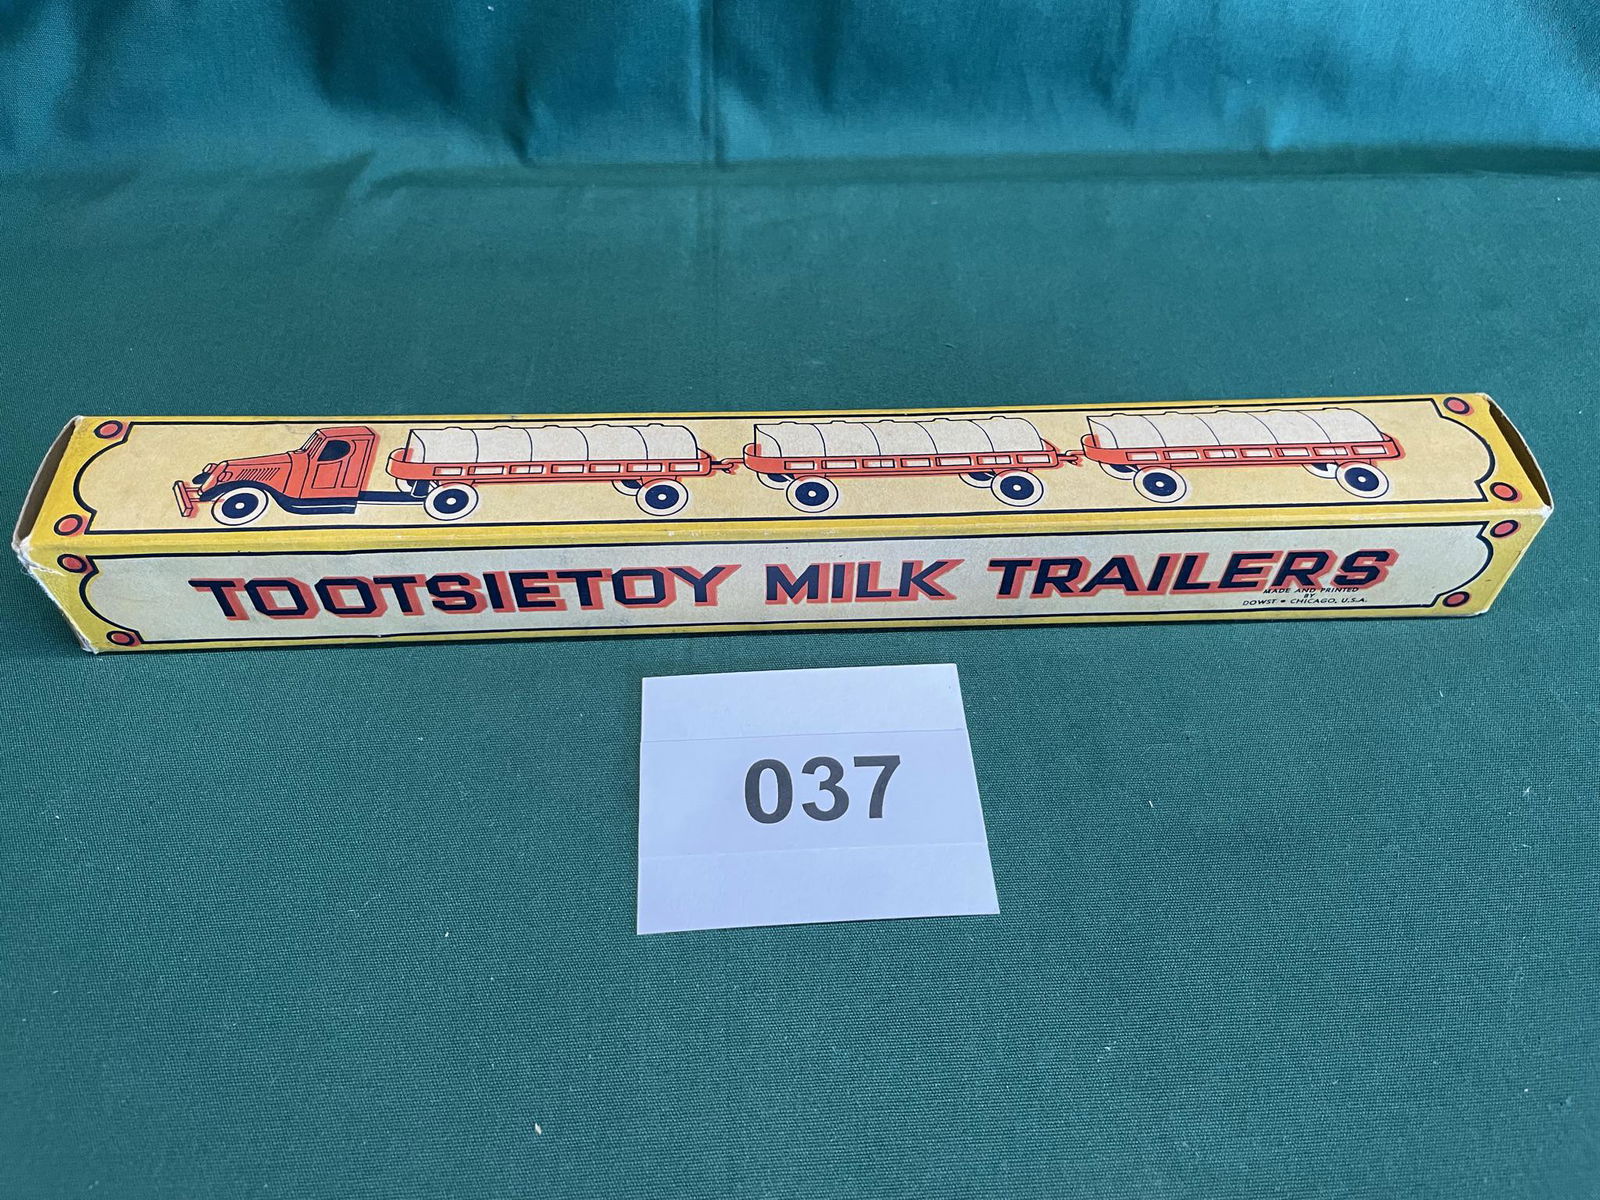 TOOTSIETOY MILK TRAILERS
MADE AND PRINTED
BY
DOWST • CHICAGO, U.S.A.
037